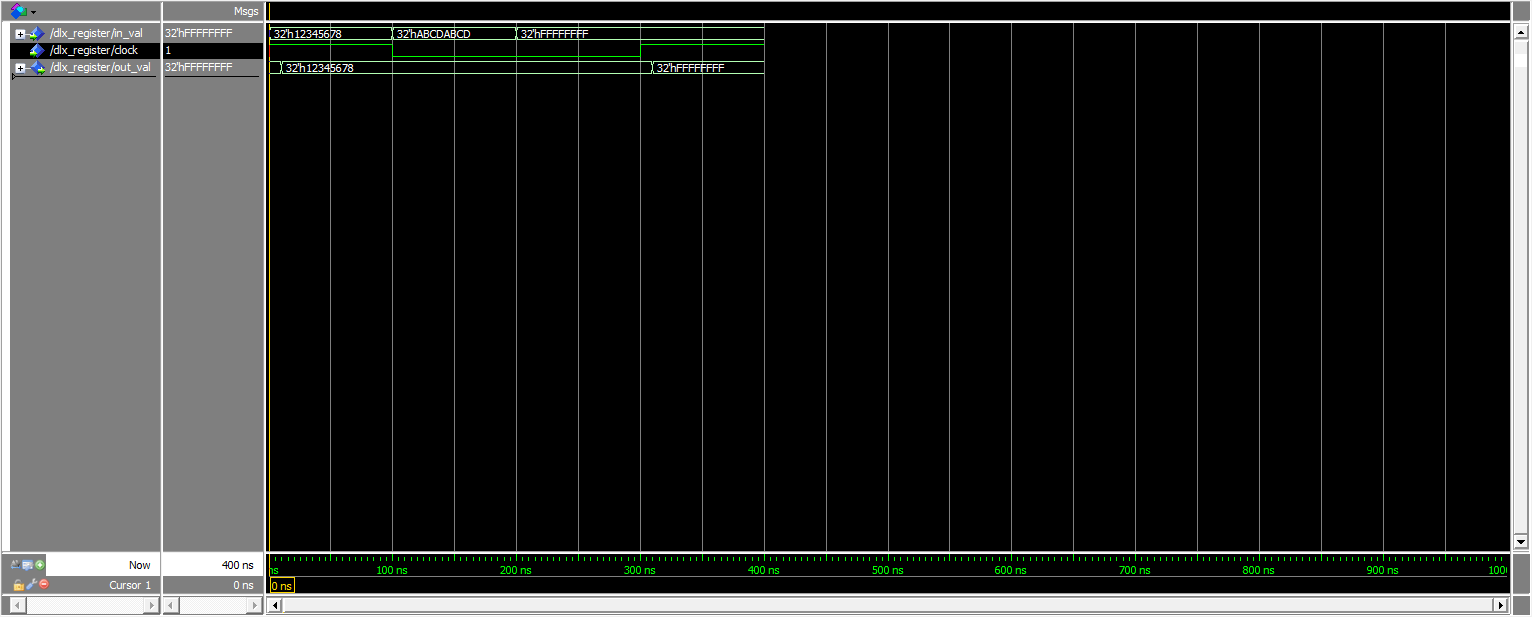 Msgs
/dlx_register/in_val 32'hFFFFFFFF 32'h12345678 32'hABCDABCD 32'hFFFFFFFF
/dlx_register/clock 1
/dlx_register/out_val 32'hFFFFFFFF 32'h12345678 32'hFFFFFFFF
Now 400 ns ns 100 ns 200 ns 300 ns 400 ns 500 ns 600 ns 700 ns 800 ns 900 ns 100
Cursor 1 0 ns 0 ns